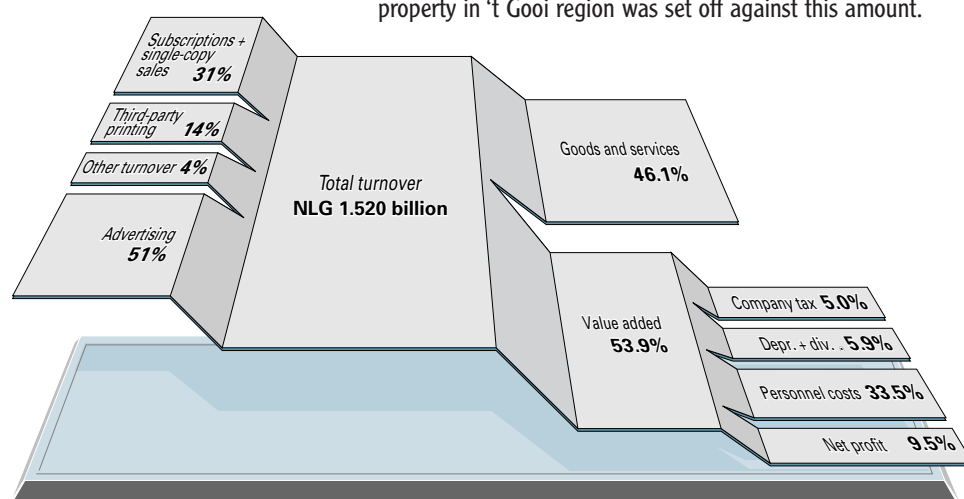 property in ‘t Gooi region was set off against this amount.
Subscriptions +
single-copy
sales 31%
Third-party
printing 14%
Other turnover 4%
Advertising
51%
Total turnover
NLG 1.520 billion
Goods and services
46.1%
Value added
53.9%
Company tax 5.0%
Depr. + div. . 5.9%
Personnel costs 33.5%
Net profit 9.5%